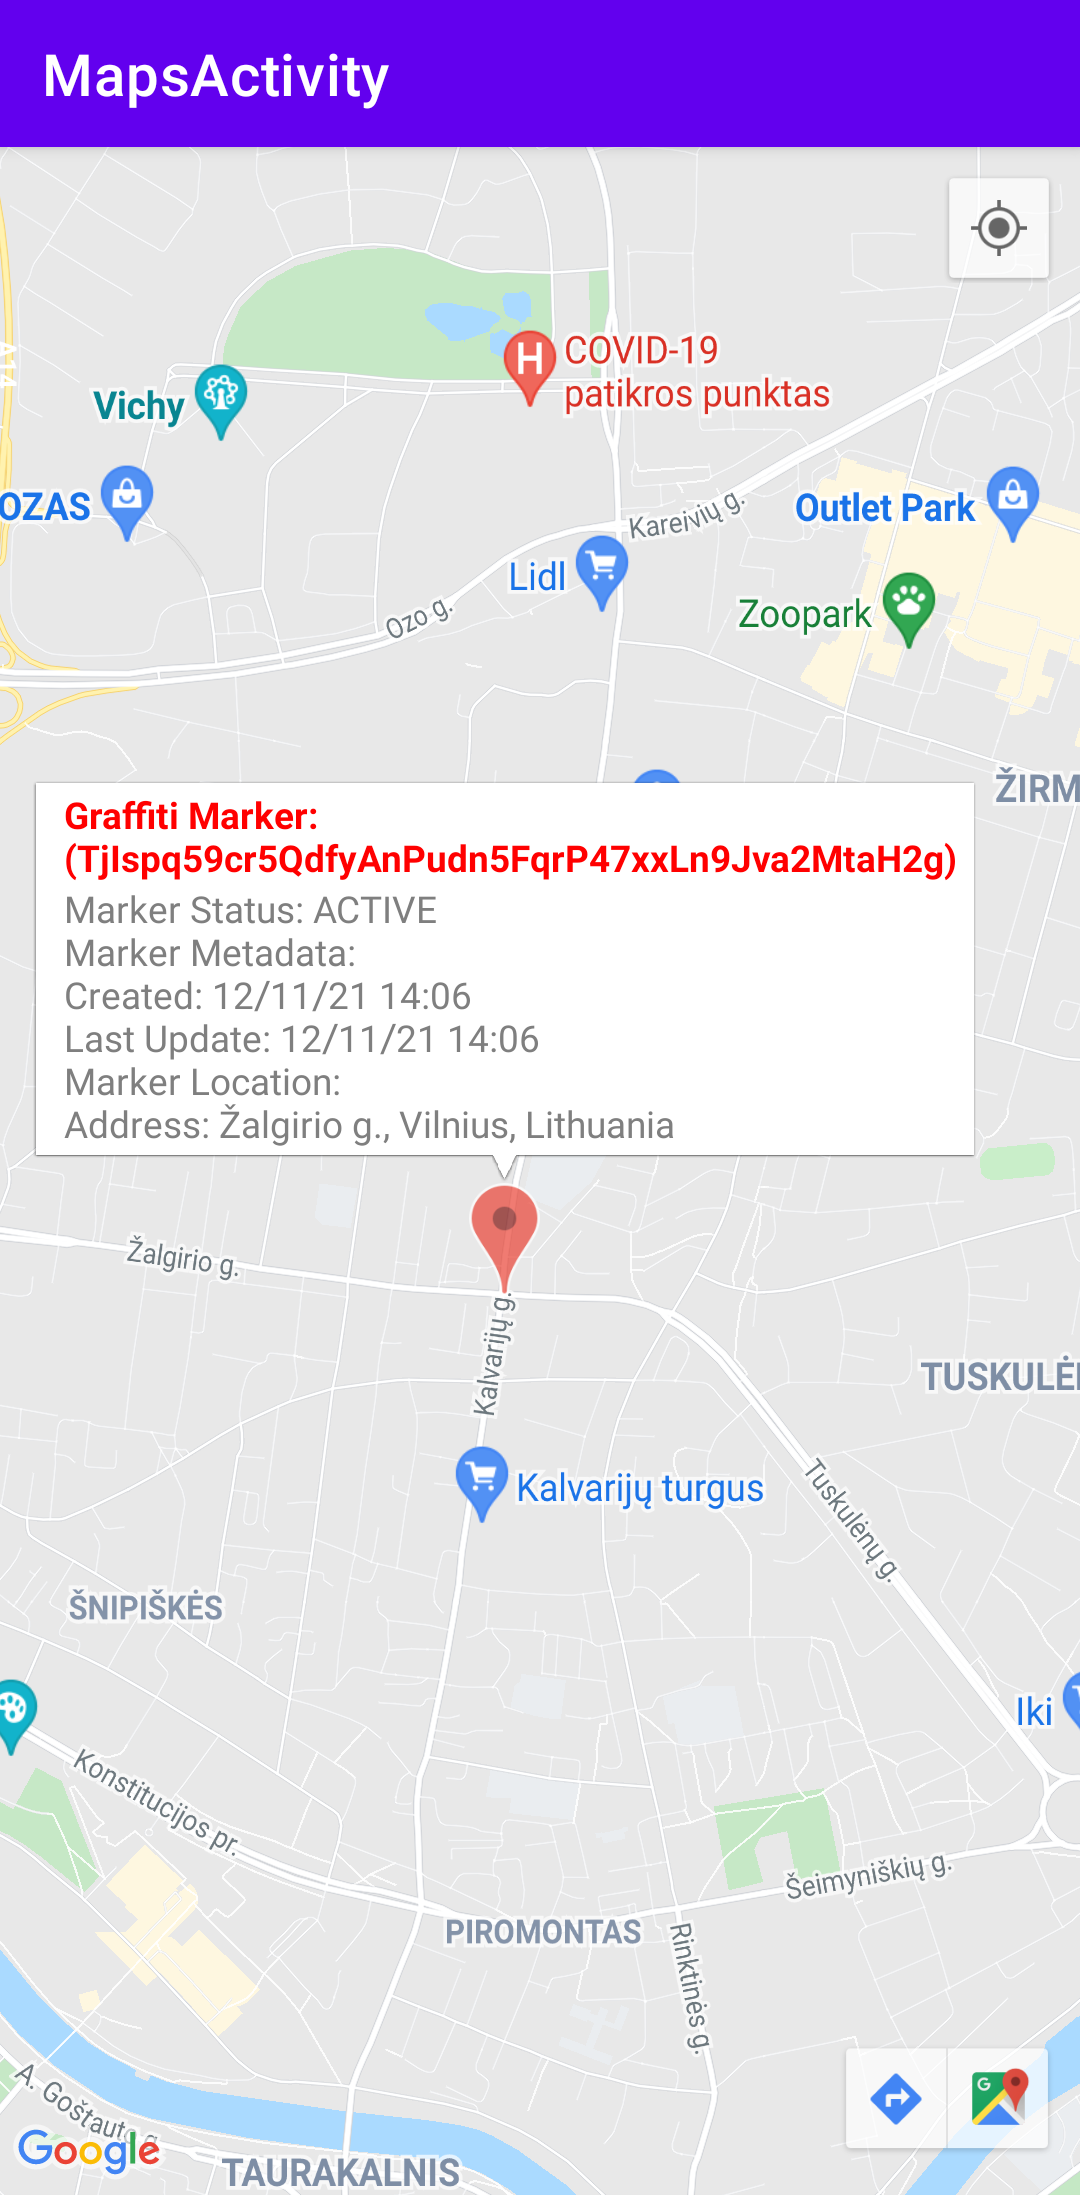 MapsActivity
COVID-19
patikros punktas
Vichy
OZAS
Kareivių g.
Outlet Park
Lidl
Zoopark
Ozo g.
ŽIRM
Graffiti Marker:
(TjIspq59cr5QdfyAnPudn5FqrP47xxLn9Jva2MtaH2g)
Marker Status: ACTIVE
Marker Metadata:
Created: 12/11/21 14:06
Last Update: 12/11/21 14:06
Marker Location:
Address: Žalgirio g., Vilnius, Lithuania
Žalgirio g.
Kalvarijų g.
TUSKULĖ
Kalvarijų turgus
Tuskulėnų g.
ŠNIPIŠKĖS
Iki
Konstitucijos pr.
Šeimyniškių g.
PIROMONTAS
Rinktinės g.
A. Goštauto g.
Google
TAURAKALNIS